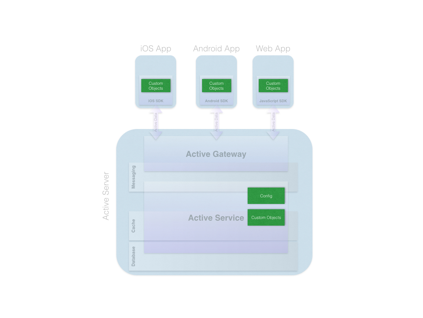 iOS App
Android App
Web App
Custom
Objects
Custom
Objects
Custom
Objects
iOS SDK
Android SDK
JavaScript SDK
Active Gateway
Messaging
Config
Active Service
Custom Objects
Cache
Database
Active Server